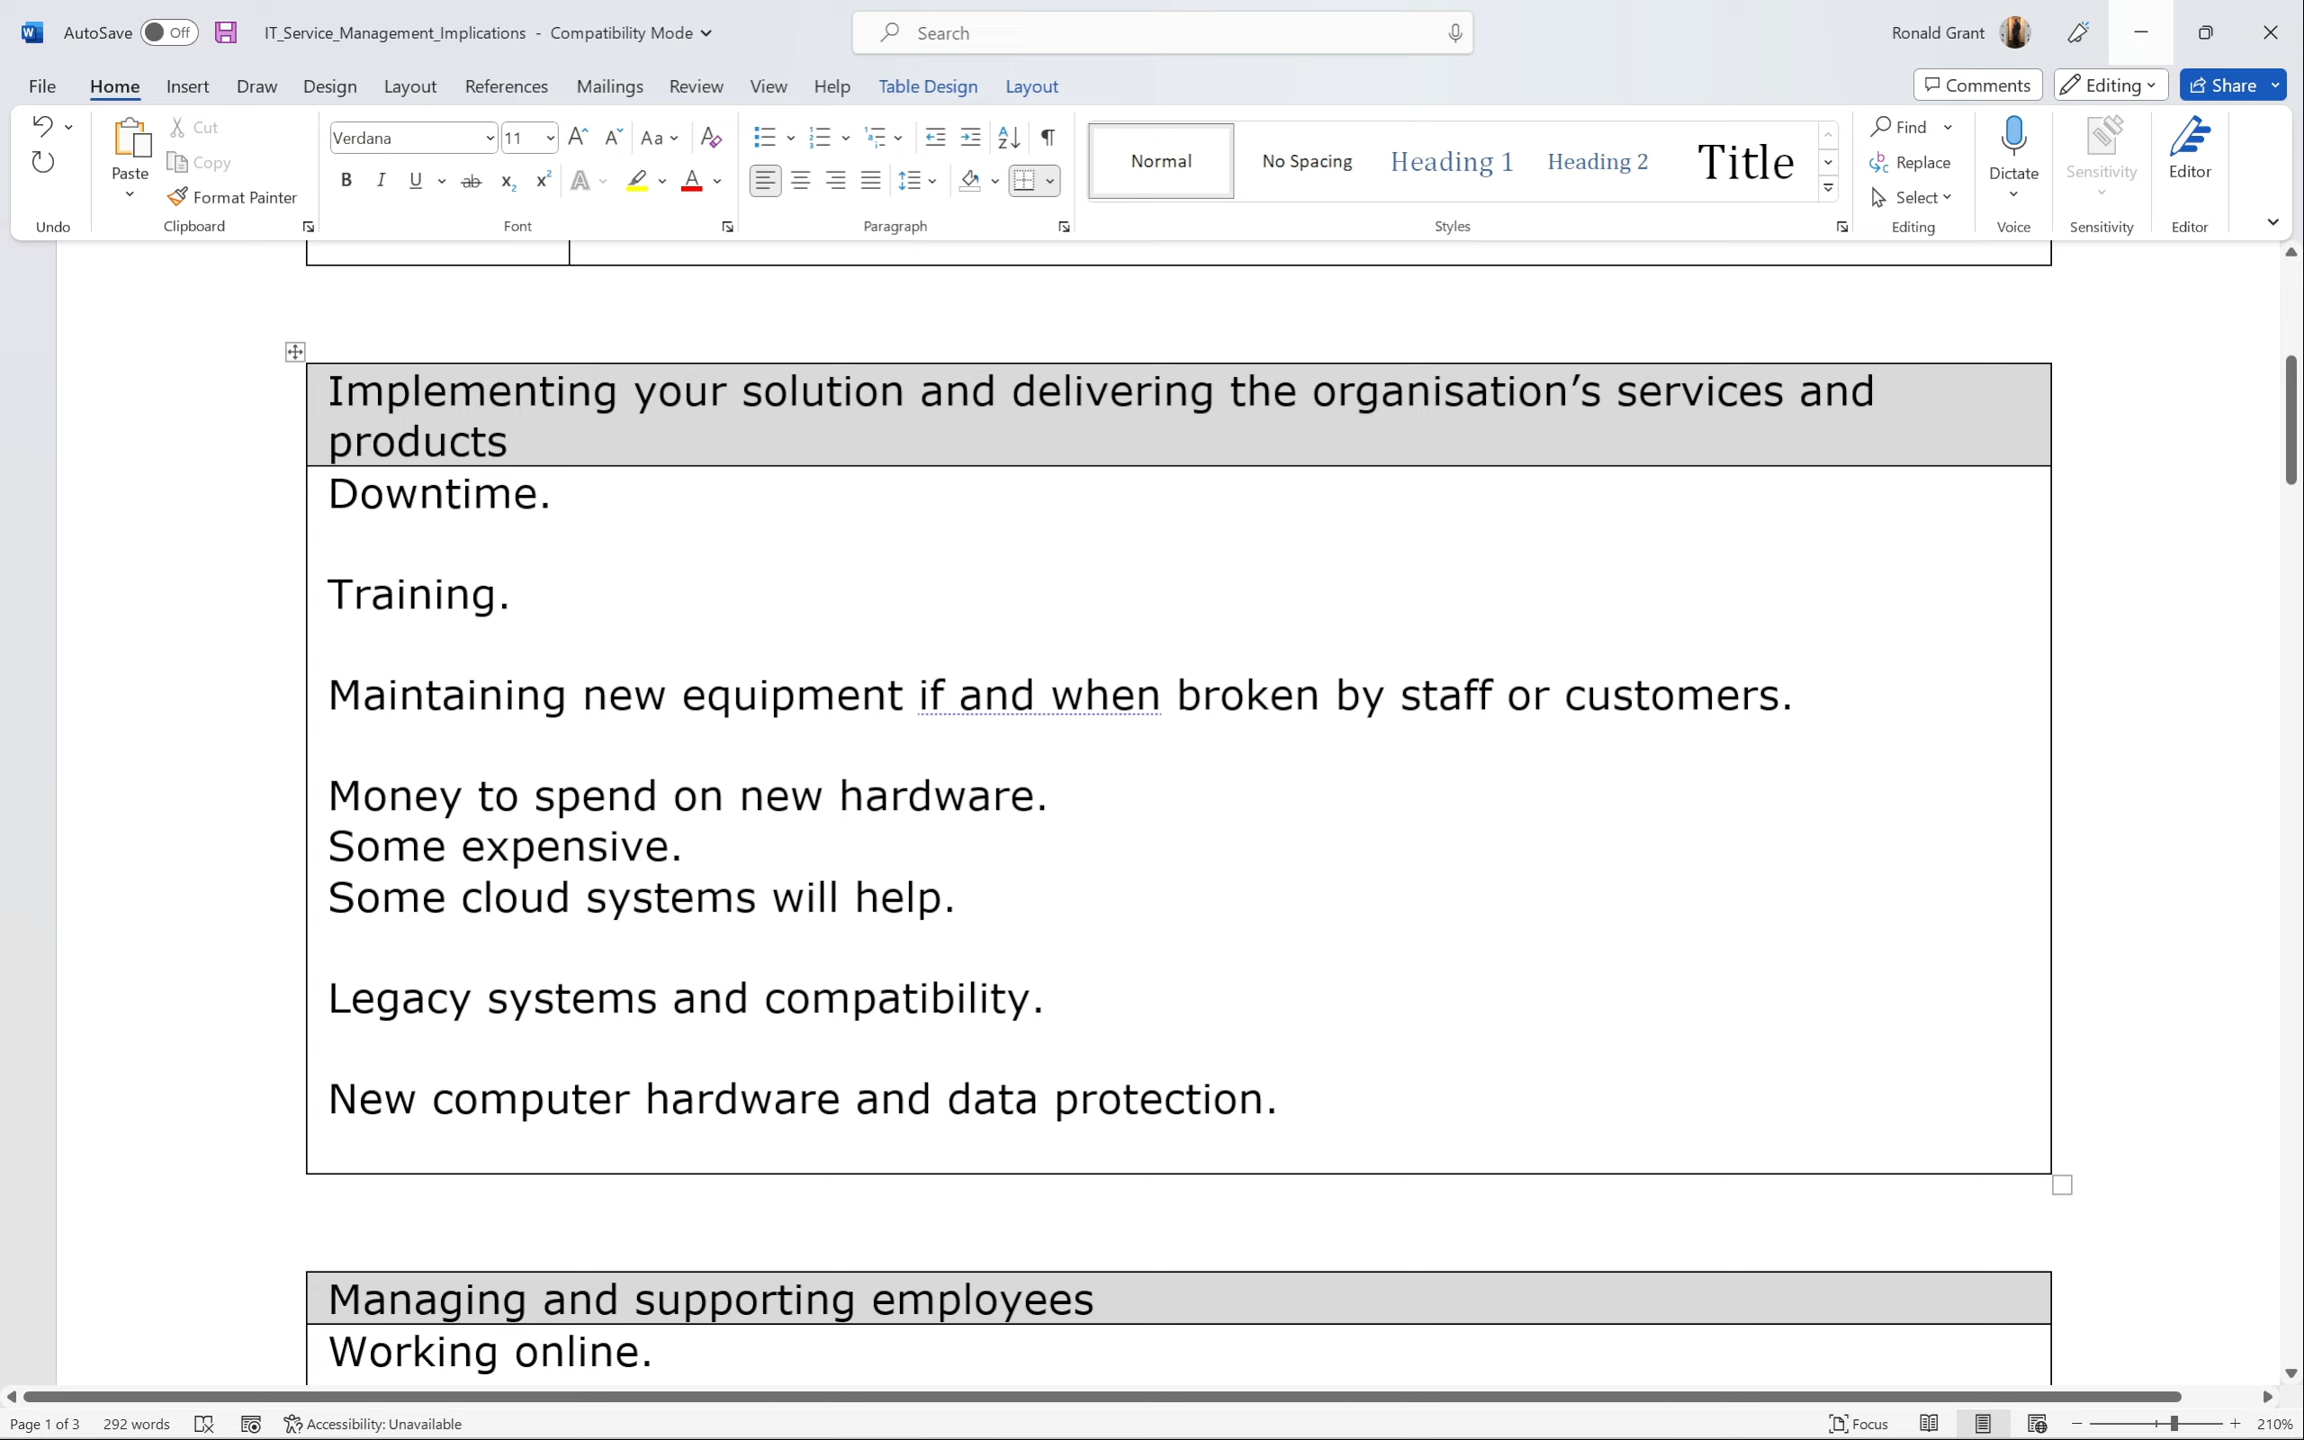 AutoSave Off IT_Service_Management_Implications - Compatibility Mode Search Ronald Grant
File Home Insert Draw Design Layout References Mailings Review View Help Table Design Layout Comments Editing Share
Paste
Cut
Copy
Format Painter
Verdana 11
Normal No Spacing Heading 1 Heading 2 Title
Find
Replace
Select
Dictate
Sensitivity
Editor
Undo Clipboard Font Paragraph Styles Editing Voice Sensitivity Editor
Implementing your solution and delivering the organisation’s services and
products
Downtime.
Training.
Maintaining new equipment if and when broken by staff or customers.
Money to spend on new hardware.
Some expensive.
Some cloud systems will help.
Legacy systems and compatibility.
New computer hardware and data protection.
Managing and supporting employees
Working online.
Page 1 of 3 292 words Accessibility: Unavailable Focus 210%